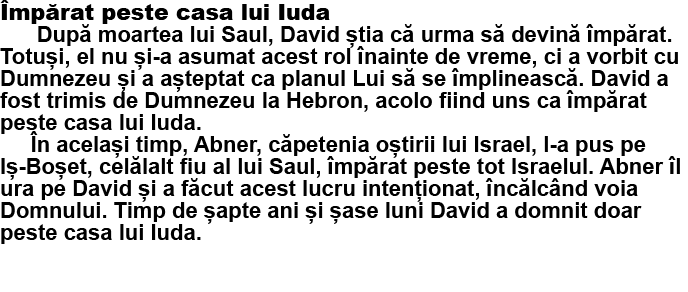 Împărat peste casa lui Iuda
După moartea lui Saul, David știa că urma să devină împărat.
Totuși, el nu și-a asumat acest rol înainte de vreme, ci a vorbit cu
Dumnezeu și a așteptat ca planul Lui să se împlinească. David a
fost trimis de Dumnezeu la Hebron, acolo fiind uns ca împărat
peste casa lui Iuda.
În același timp, Abner, căpetenia oștirii lui Israel, l-a pus pe
Iș-Boșet, celălalt fiu al lui Saul, împărat peste tot Israelul. Abner îl
ura pe David și a făcut acest lucru intenționat, încălcând voia
Domnului. Timp de șapte ani și șase luni David a domnit doar
peste casa lui Iuda.